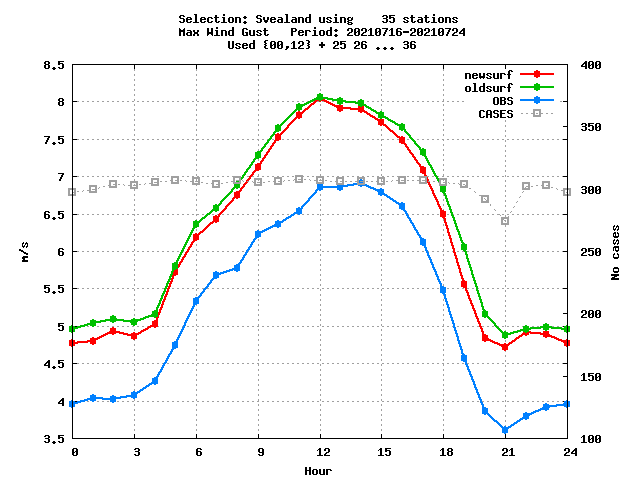 Selection: Svealand using    35 stations
Max Wind Gust   Period: 20210716-20210724
Used {00,12} + 25 26 ... 36
8.5
8
7.5
7
6.5
6
5.5
5
4.5
4
3.5
m/s
newsurf
oldsurf
OBS
CASES
400
350
300
250
200
150
100
No cases
0 3 6 9 12 15 18 21 24
Hour